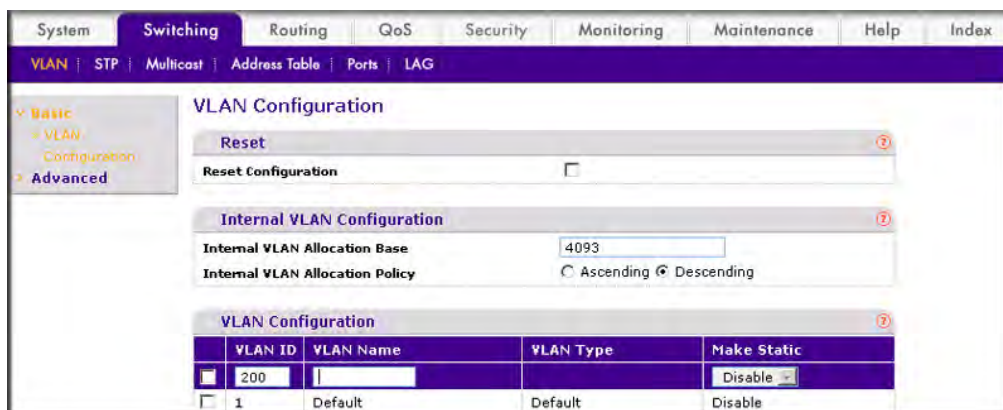 System Switching Routing QoS Security Monitoring Maintenance Help Index
VLAN STP Multicast Address Table Ports LAG
Basic
VLAN
Configuration
Advanced
VLAN Configuration
Reset ?
Reset Configuration
Internal VLAN Configuration ?
Internal VLAN Allocation Base 4093
Internal VLAN Allocation Policy Ascending Descending
VLAN Configuration ?
VLAN ID VLAN Name VLAN Type Make Static
200 Disable
1 Default Default Disable